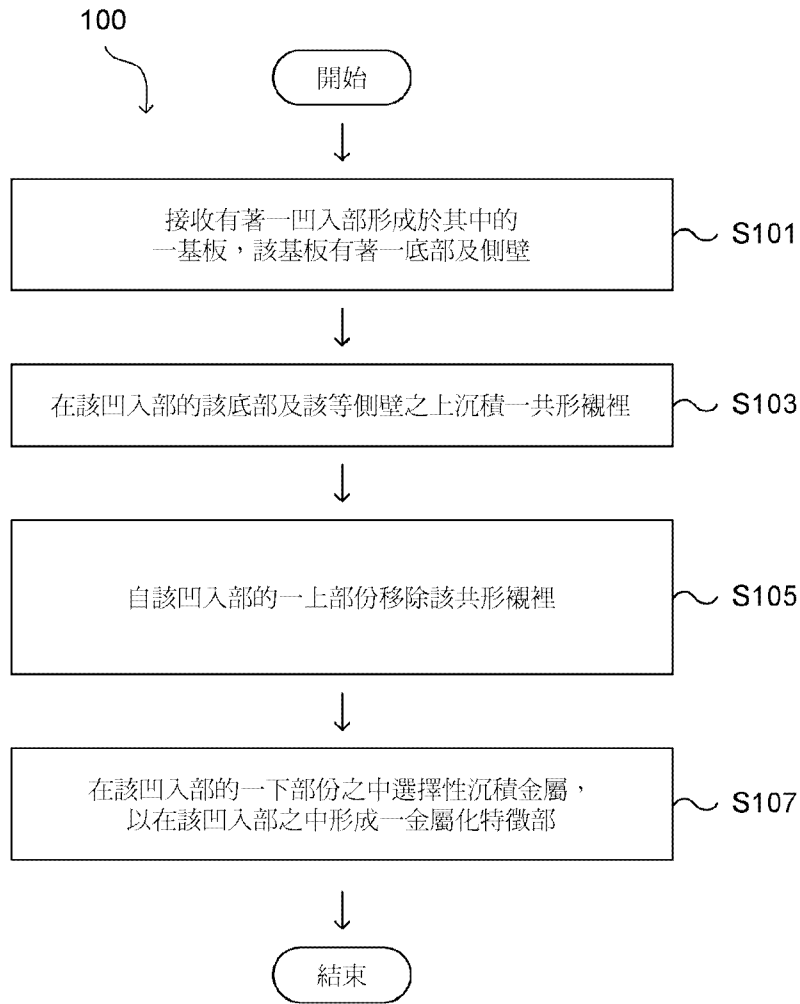 100
開始
接收有著一凹入部形成於其中的
一基板，該基板有著一底部及側壁
S101
在該凹入部的該底部及該等側壁之上沉積一共形襯裡
S103
自該凹入部的一上部份移除該共形襯裡
S105
在該凹入部的一下部份之中選擇性沉積金屬，
以在該凹入部之中形成一金屬化特徵部
S107
結束